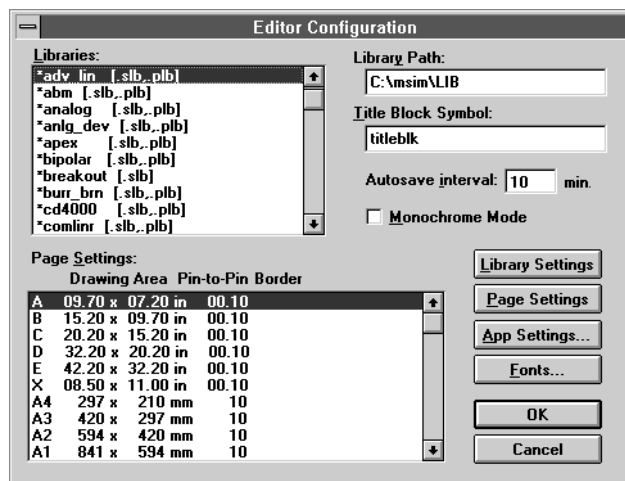 Editor Configuration
Libraries:
*adv_lin [.slb,.plb]
*abm [.slb,.plb]
*analog [.slb,.plb]
*anlg_dev [.slb,.plb]
*apex [.slb,.plb]
*bipolar [.slb,.plb]
*breakout [.slb]
*burr_brn [.slb,.plb]
*cd4000 [.slb,.plb]
*comlinr [.slb,.plb]
Library Path:
C:\msim\LIB
Title Block Symbol:
titleblk
Autosave interval: 10 min.
Monochrome Mode
Page Settings:
Drawing Area Pin-to-Pin Border
A 09.70 x 07.20 in 00.10
B 15.20 x 09.70 in 00.10
C 20.20 x 15.20 in 00.10
D 32.20 x 20.20 in 00.10
E 42.20 x 32.20 in 00.10
X 08.50 x 11.00 in 00.10
A4 297 x 210 mm 10
A3 420 x 297 mm 10
A2 594 x 420 mm 10
A1 841 x 594 mm 10
Library Settings
Page Settings
App Settings...
Fonts...
OK
Cancel